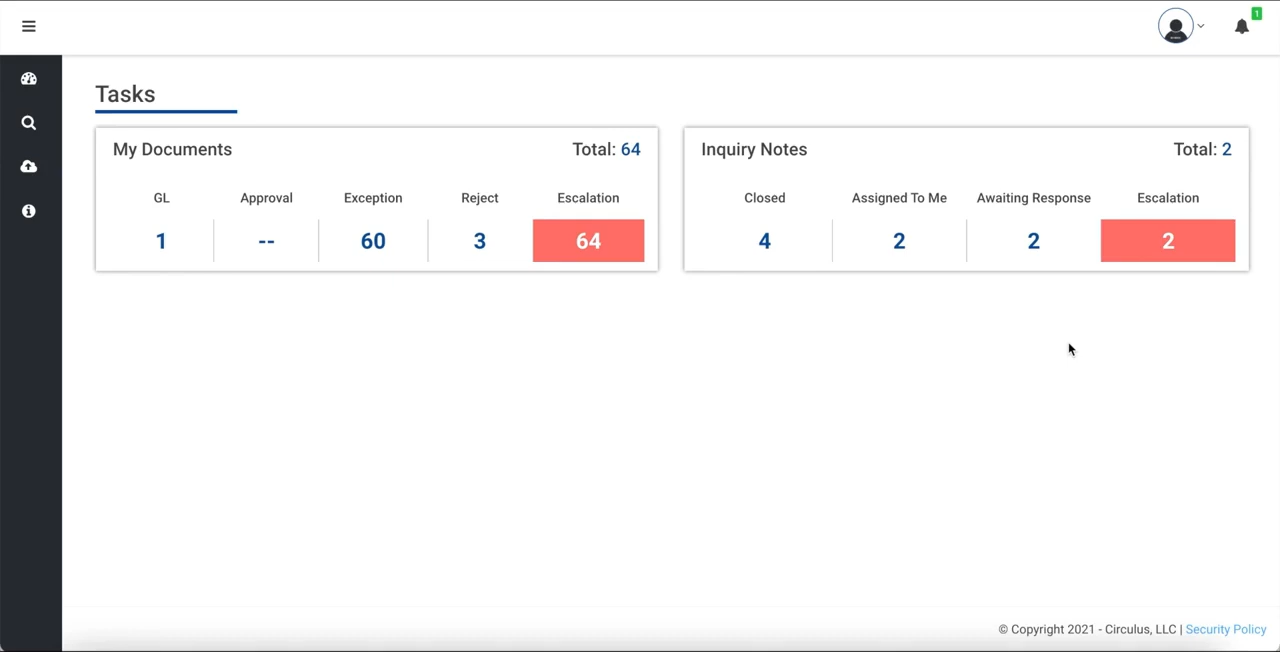 1
Tasks
My Documents Total: 64
GL Approval Exception Reject Escalation
1 -- 60 3 64
Inquiry Notes Total: 2
Closed Assigned To Me Awaiting Response Escalation
4 2 2 2
© Copyright 2021 - Circulus, LLC | Security Policy